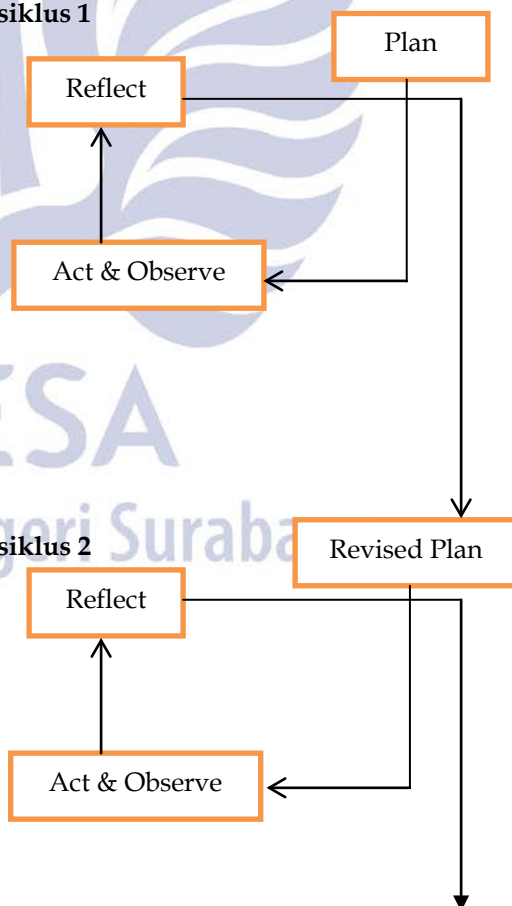 siklus 1
Plan
Reflect
Act & Observe
ESA
geri Suraba
siklus 2
Revised Plan
Reflect
Act & Observe